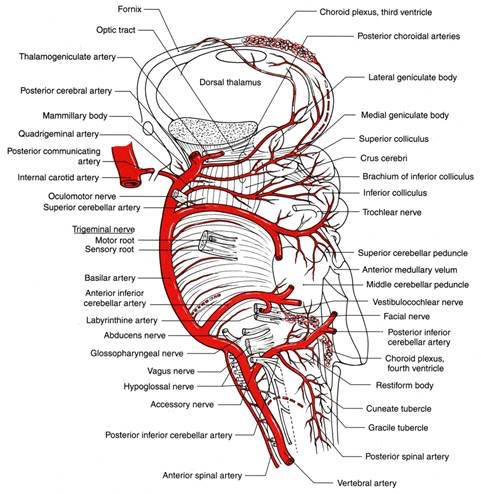 Fornix
Optic tract
Thalamogeniculate artery
Posterior cerebral artery
Mammillary body
Quadrigeminal artery
Posterior communicating
artery
Internal carotid artery
Oculomotor nerve
Superior cerebellar artery
Trigeminal nerve
Motor root
Sensory root
Basilar artery
Anterior inferior
cerebellar artery
Labyrinthine artery
Abducens nerve
Glossopharyngeal nerve
Vagus nerve
Hypoglossal nerve
Accessory nerve
Posterior inferior cerebellar artery
Anterior spinal artery
Dorsal thalamus
Choroid plexus, third ventricle
Posterior choroidal arteries
Lateral geniculate body
Medial geniculate body
Superior colliculus
Crus cerebri
Brachium of inferior colliculus
Inferior colliculus
Trochlear nerve
Superior cerebellar peduncle
Anterior medullary velum
Middle cerebellar peduncle
Vestibulocochlear nerve
Facial nerve
Posterior inferior
cerebellar artery
Choroid plexus,
fourth ventricle
Restiform body
Cuneate tubercle
Gracile tubercle
Posterior spinal artery
Vertebral artery